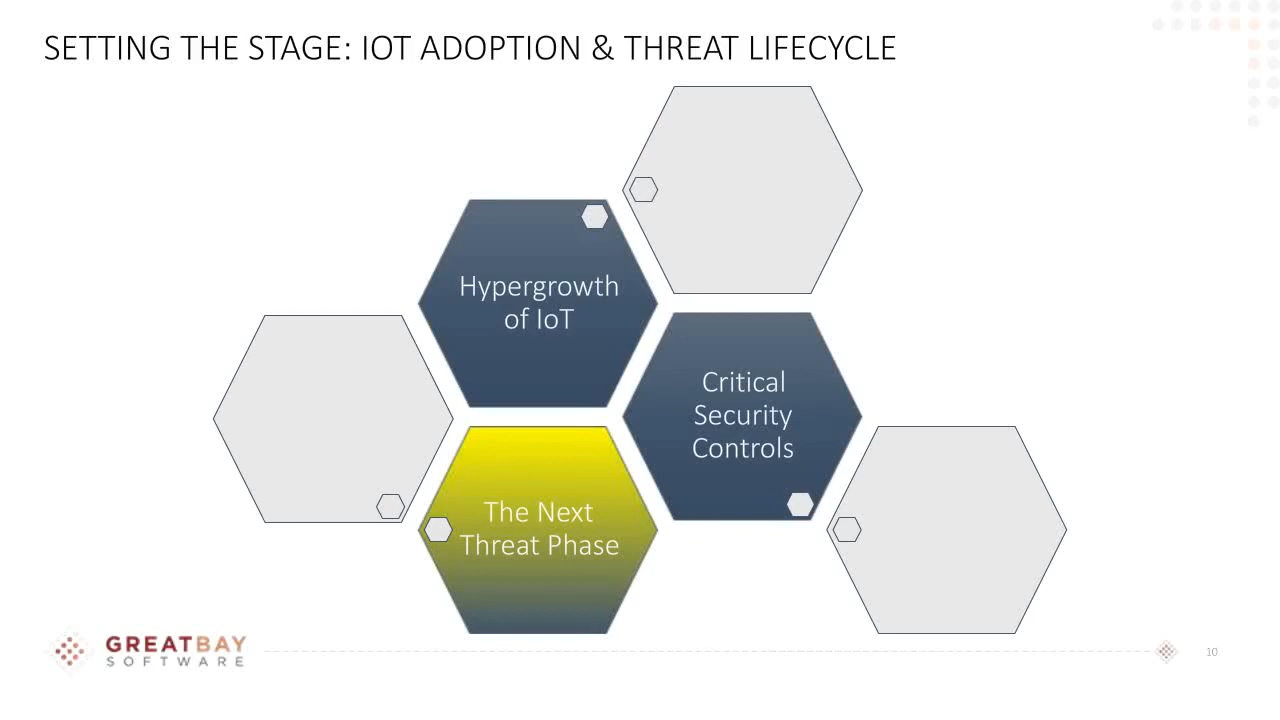 SETTING THE STAGE: IOT ADOPTION & THREAT LIFECYCLE
Hypergrowth
of IoT
Critical
Security
Controls
The Next
Threat Phase
GREATBAY
SOFTWARE
10